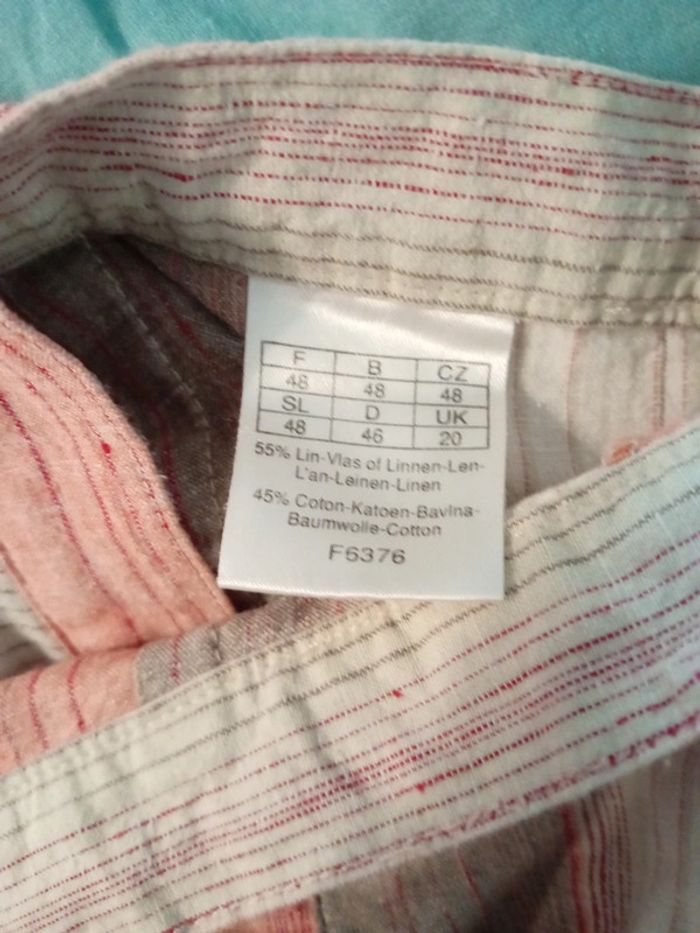 F B CZ
48 48 48
SL D UK
48 46 20
55% Lin-Vlas of Linnen-Len-
L'an-Leinen-Linen
45% Coton-Katoen-Bavlna-
Baumwolle-Cotton
F6376